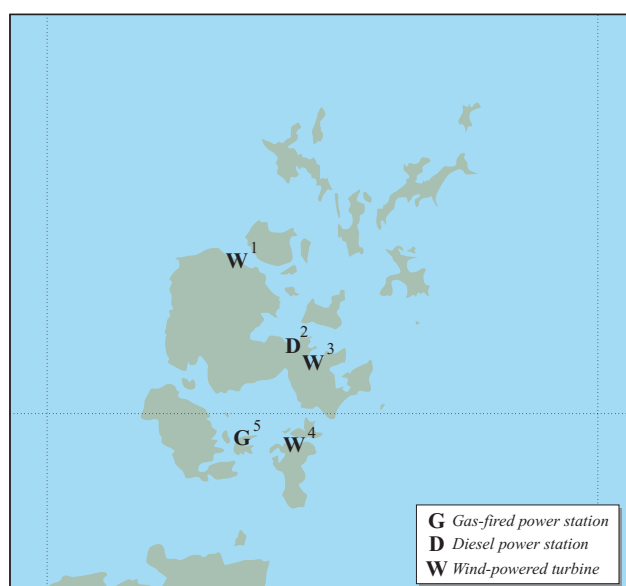 W 1
D 2
W 3
G 5
W 4
G Gas-fired power station
D Diesel power station
W Wind-powered turbine